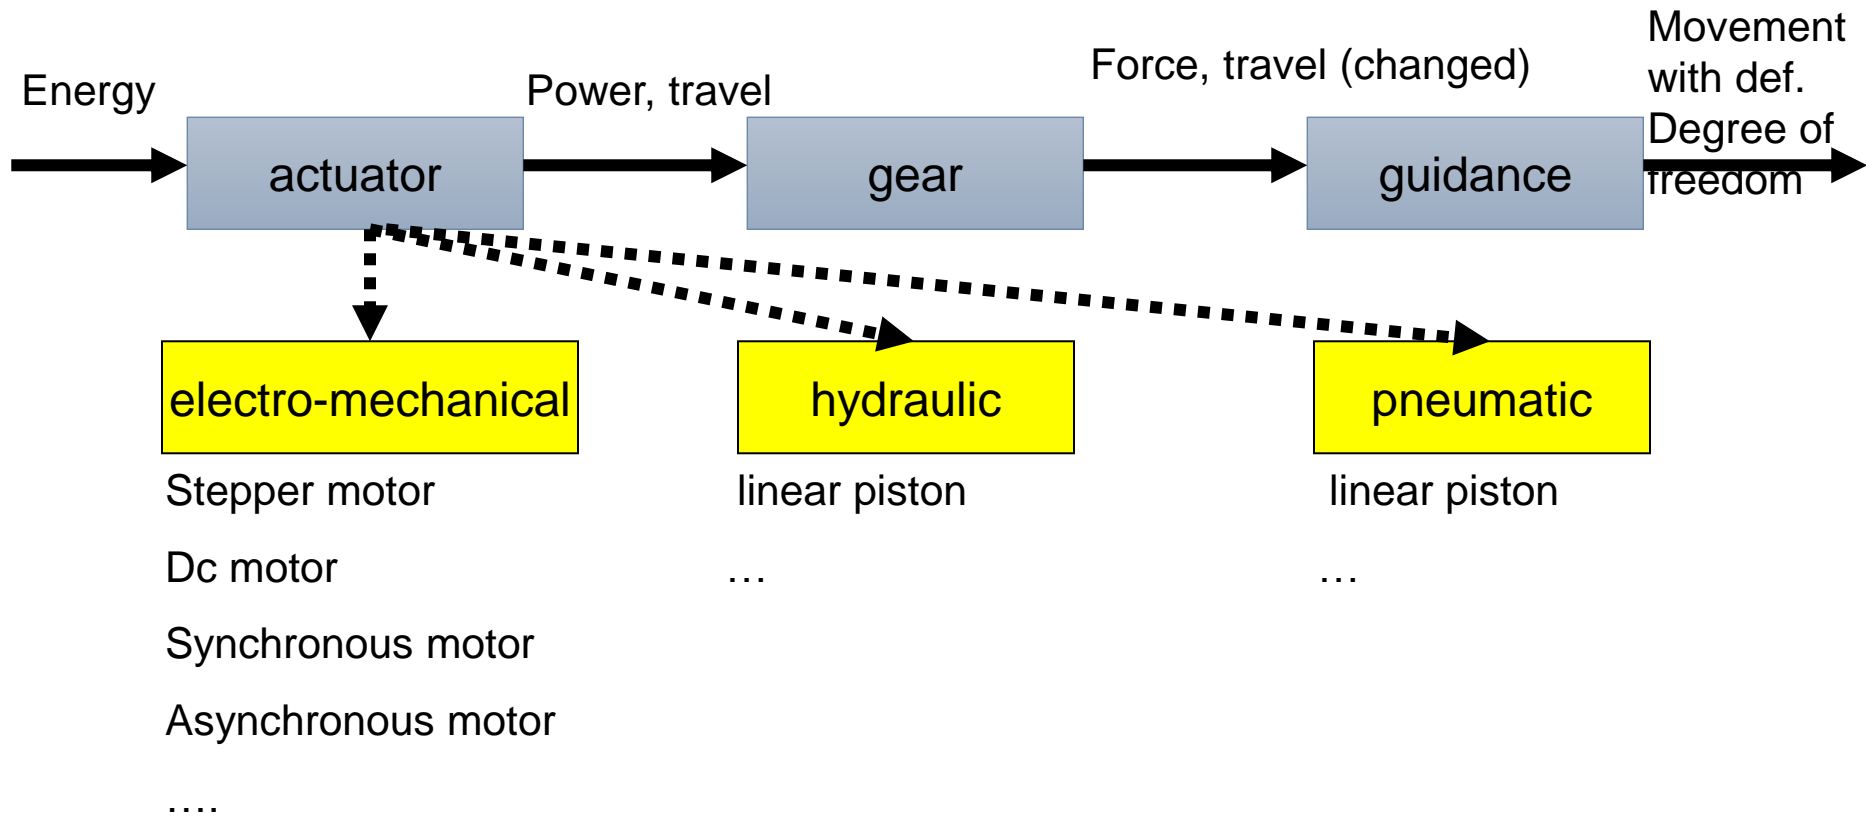 Movement
with def.
Degree of
freedom
Force, travel (changed)
Energy
Power, travel
actuator
gear
guidance
electro-mechanical
hydraulic
pneumatic
Stepper motor
linear piston
linear piston
Dc motor
…
…
Synchronous motor
Asynchronous motor
….